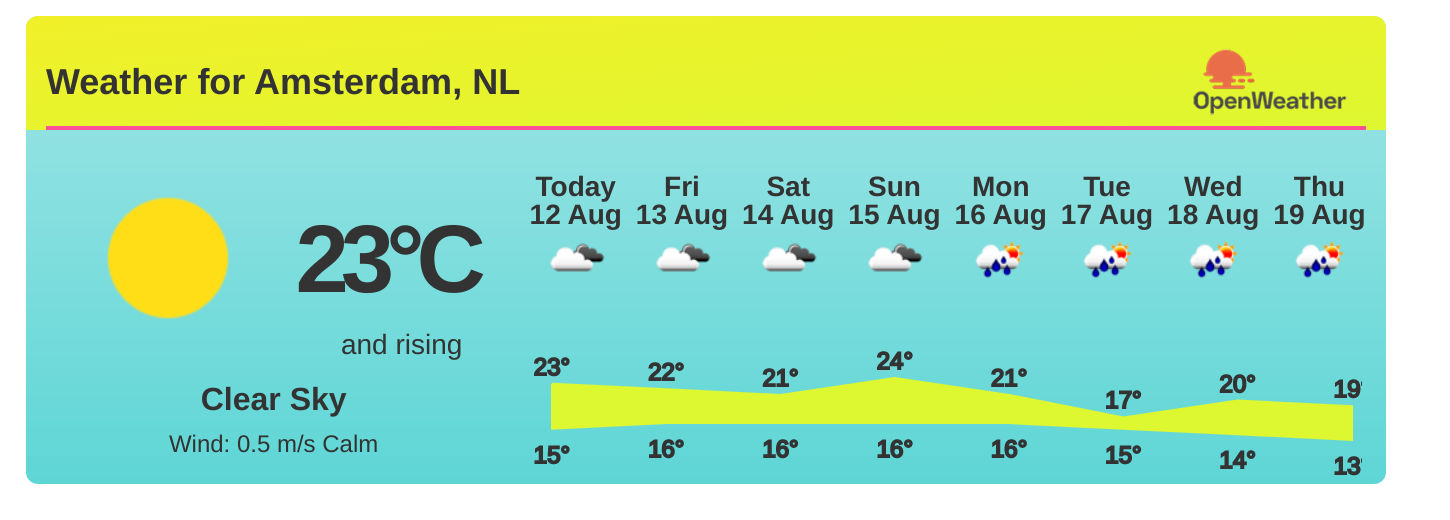 Weather for Amsterdam, NL
OpenWeather
Today Fri Sat Sun Mon Tue Wed Thu
12 Aug 13 Aug 14 Aug 15 Aug 16 Aug 17 Aug 18 Aug 19 Aug
23°C
and rising
Clear Sky
Wind: 0.5 m/s Calm
23° 22° 21° 24° 21° 17° 20° 19°
15° 16° 16° 16° 16° 15° 14° 13°